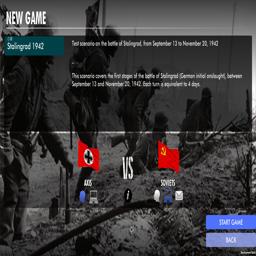 NEW GAME
Stalingrad 1942
Test scenario on the battle of Stalingrad, from September 13 to November 20, 1942
This scenario covers the first stages of the battle of Stalingrad (German initial onslaught), between
September 13 and November 20, 1942. Each turn is equivalent to 4 days.
VS
AXIS
SOVIETS
START GAME
BACK